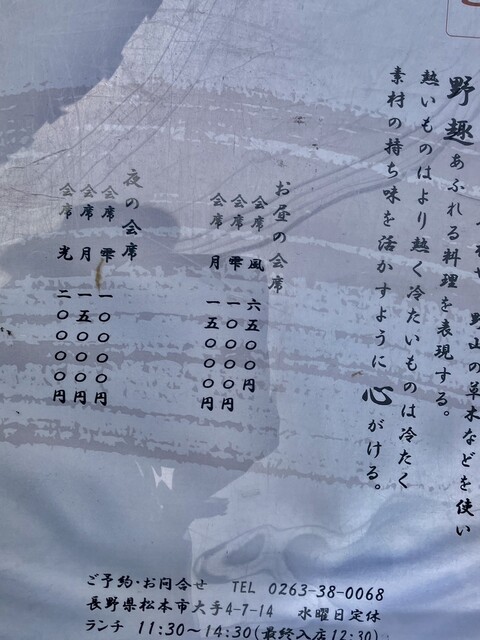 野山の草木などを使い
野趣あふれる料理を表現する。
熱いものはより熱く冷たいものは冷たく
素材の持ち味を活かすように心がける。
お昼の会席
会席 風 六五〇〇円
会席 雫 一〇〇〇〇円
会席 月 一五〇〇〇円
夜の会席
会席 雫 一〇〇〇〇円
会席 月 一五〇〇〇円
会席 光 二〇〇〇〇円
ご予約・お問合せ TEL 0263-38-0068
長野県松本市大手4-7-14 水曜日定休
ランチ 11:30~14:30(最終入店12:30)